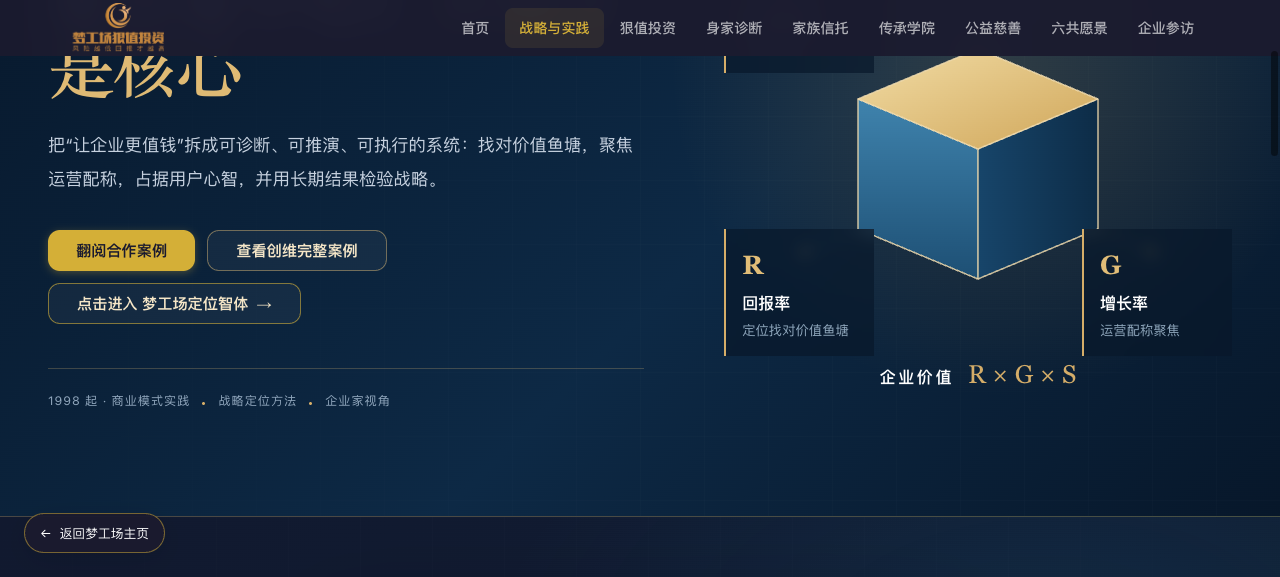 梦工场狠值投资
首页
战略与实践
狠值投资
身家诊断
家族信托
传承学院
公益慈善
六共愿景
企业参访
是核心
把“让企业更值钱”拆成可诊断、可推演、可执行的系统：找对价值鱼塘，聚焦
运营配称，占据用户心智，并用长期结果检验战略。
翻阅合作案例
查看创维完整案例
点击进入 梦工场定位智体 →
1998 起 · 商业模式实践 • 战略定位方法 • 企业家视角
R
回报率
定位找对价值鱼塘
G
增长率
运营配称聚焦
企业价值 R × G × S
← 返回梦工场主页